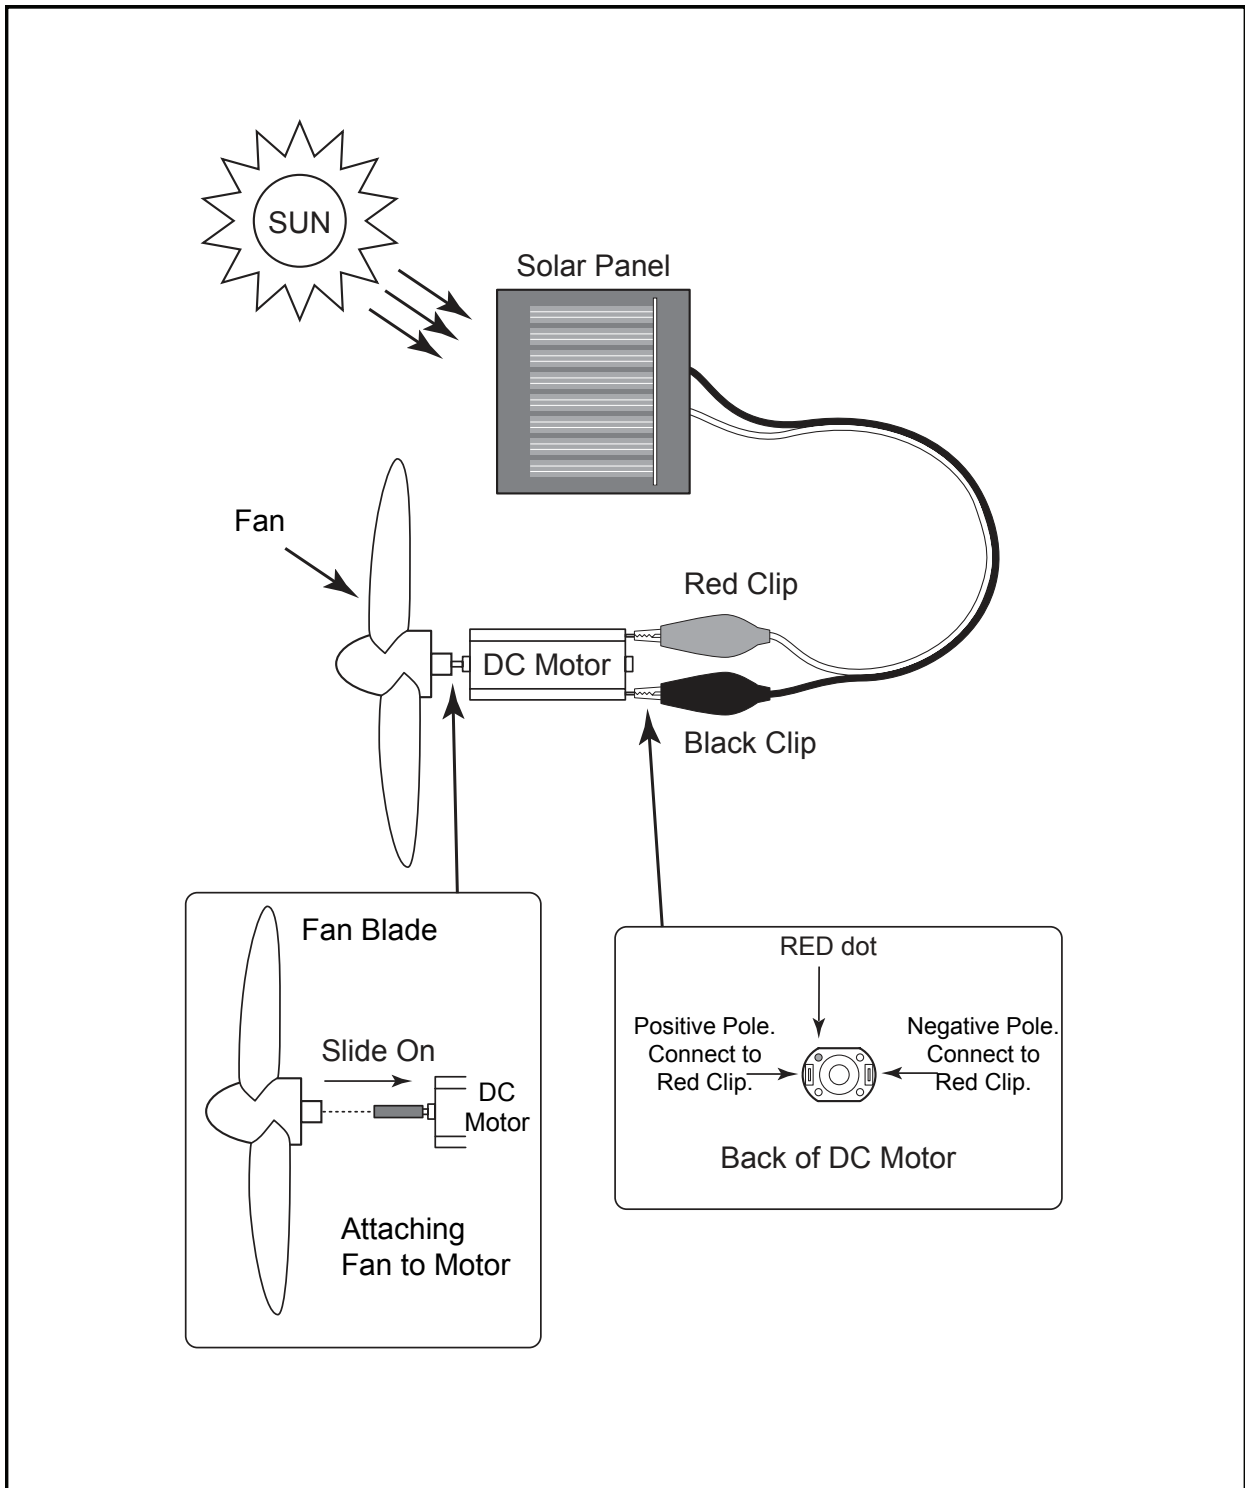 SUN
Solar Panel
Fan
Red Clip
DC Motor
Black Clip
Fan Blade
Slide On
DC
Motor
Attaching
Fan to Motor
RED dot
Positive Pole.
Connect to
Red Clip.
Negative Pole.
Connect to
Red Clip.
Back of DC Motor